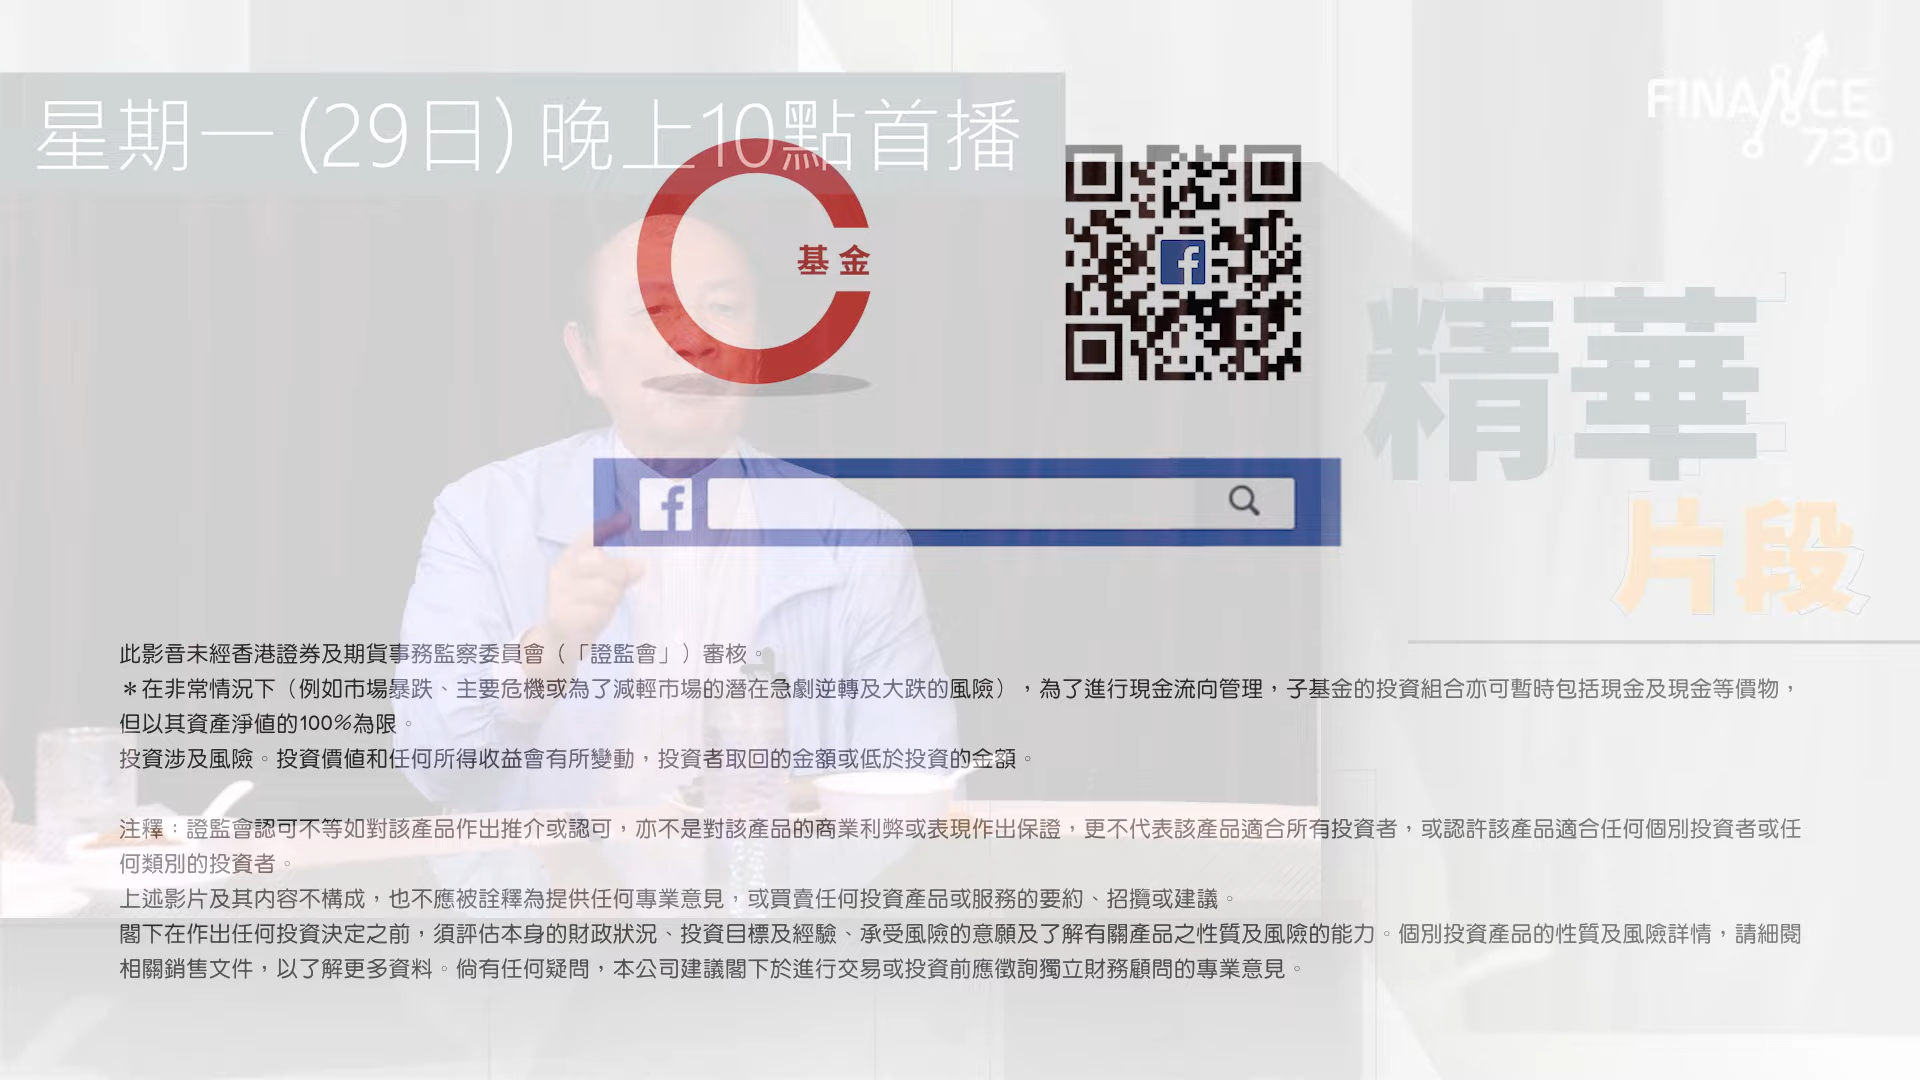 星期一 (29日) 晚上10點首播
FINANCE
730
基金
精華
片段
此影音未經香港證券及期貨事務監察委員會（「證監會」）審核。
＊在非常情況下（例如市場暴跌、主要危機或為了減輕市場的潛在急劇逆轉及大跌的風險），為了進行現金流向管理，子基金的投資組合亦可暫時包括現金及現金等價物，
但以其資產淨值的100%為限。
投資涉及風險。投資價值和任何所得收益會有所變動，投資者取回的金額或低於投資的金額。
注釋：證監會認可不等如對該產品作出推介或認可，亦不是對該產品的商業利弊或表現作出保證，更不代表該產品適合所有投資者，或認許該產品適合任何個別投資者或任
何類別的投資者。
上述影片及其內容不構成，也不應被詮釋為提供任何專業意見，或買賣任何投資產品或服務的要約、招攬或建議。
閣下在作出任何投資決定之前，須評估本身的財政狀況、投資目標及經驗、承受風險的意願及了解有關產品之性質及風險的能力。個別投資產品的性質及風險詳情，請細閱
相關銷售文件，以了解更多資料。倘有任何疑問，本公司建議閣下於進行交易或投資前應徵詢獨立財務顧問的專業意見。